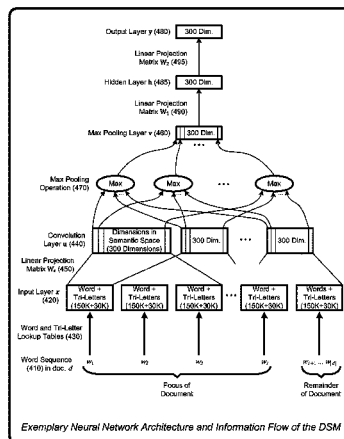 Output Layer y (480)
300 Dim.
Linear Projection
Matrix W₂ (495)
Hidden Layer h (485)
300 Dim.
Linear Projection
Matrix W₁ (490)
Max Pooling Layer v (460)
300 Dim.
...
Max Pooling
Operation (470)
Max
Max
...
Max
Convolution
Layer u (440)
Dimensions in
Semantic Space
(300 Dimensions)
300 Dim.
...
300 Dim.
Linear Projection
Matrix Wc (450)
Input Layer x
(420)
Word +
Tri-Letters
(150K+30K)
Word +
Tri-Letters
(150K+30K)
Word +
Tri-Letters
(150K+30K)
...
Word +
Tri-Letters
(150K+30K)
Words +
Tri-Letters
(150K+30K)
Word and Tri-Letter
Lookup Tables (430)
Word Sequence
(410) in doc. d
w₁
w₂
w₃
Focus of
Document
Remainder
of Document
Exemplary Neural Network Architecture and Information Flow of the DSM